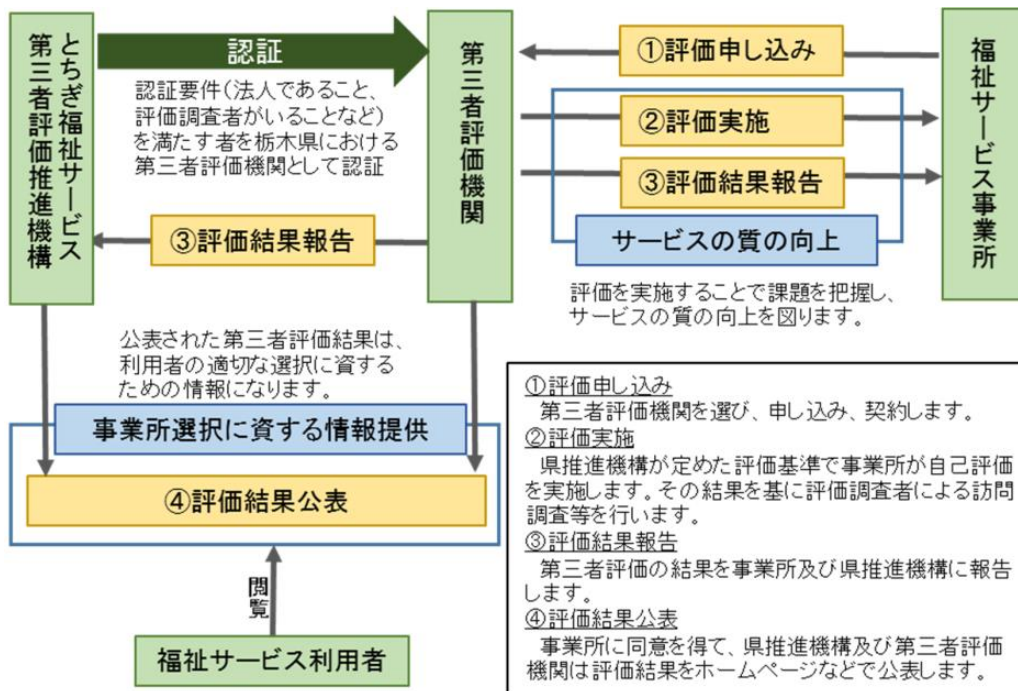 とちぎ福祉サービス
第三者評価推進機構
認証
認証要件(法人であること、
評価調査者がいることなど)
を満たす者を栃木県における
第三者評価機関として認証
③評価結果報告
第三者評価機関
①評価申し込み
②評価実施
③評価結果報告
サービスの質の向上
福祉サービス事業所
評価を実施することで課題を把握し、
サービスの質の向上を図ります。
公表された第三者評価結果は、
利用者の適切な選択に資する
ための情報になります。
事業所選択に資する情報提供
④評価結果公表
閲覧
福祉サービス利用者
①評価申し込み
第三者評価機関を選び、申し込み、契約します。
②評価実施
県推進機構が定めた評価基準で事業所が自己評価
を実施します。その結果を基に評価調査者による訪問
調査等を行います。
③評価結果報告
第三者評価の結果を事業所及び県推進機構に報告
します。
④評価結果公表
事業所に同意を得て、県推進機構及び第三者評価
機関は評価結果をホームページなどで公表します。